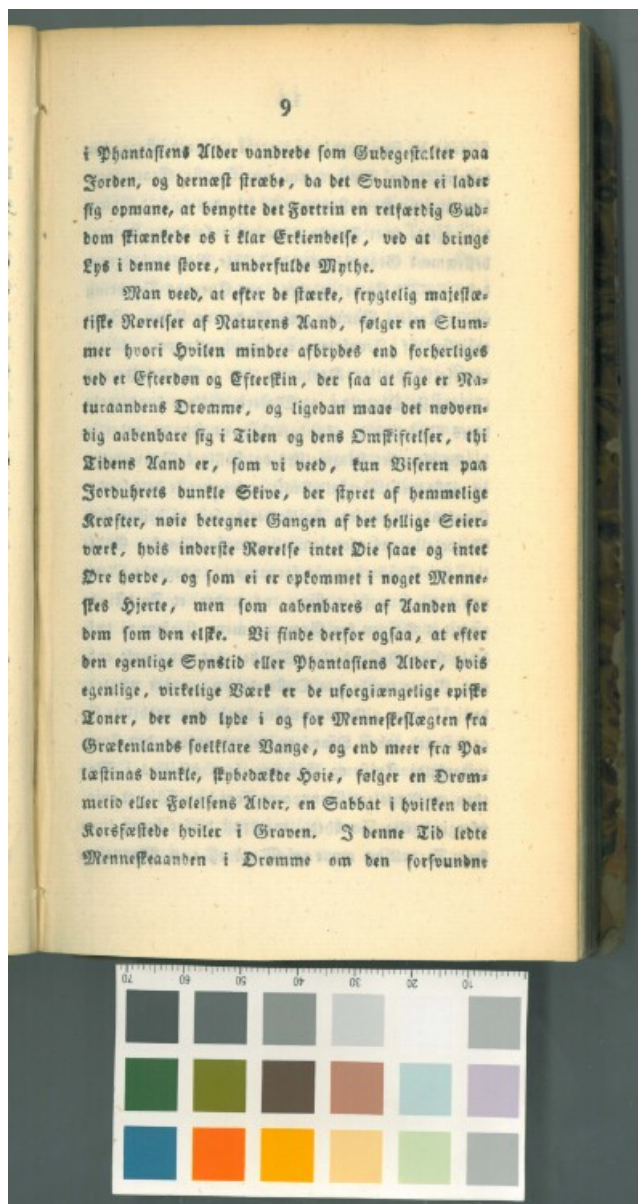 9
i Phantasiens Alder vandrede som Gudegestalter paa
Jorden, og dernæst stræbe, da det Svundne ei lader
sig opmane, at benytte det Fortrin en retfærdig Gud-
dom skiænkede os i klar Erkiendelse, ved at bringe
Lys i denne store, underfulde Mythe.
Man veed, at efter de stærke, frygtelig majestæ-
tiske Rørelser af Naturens Aand, følger en Slum-
mer hvori Hvilen mindre afbrydes end forherliges
ved et Efterdøn og Efterskin, der saa at sige er Na-
turaandens Drømme, og ligedan maae det nødven-
dig aabenbare sig i Tiden og dens Omskiftelser, thi
Tidens Aand er, som vi veed, kun Viseren paa
Jorduhrets dunkle Skive, der styret af hemmelige
Kræfter, nøie betegner Gangen af det hellige Seier-
værk, hvis inderste Rørelse intet Øie saae og intet
Øre hørde, og som ei er opkommet i noget Menne-
skes Hjerte, men som aabenbares af Aanden for
dem som den elske. Vi finde derfor ogsaa, at efter
den egenlige Synstid eller Phantasiens Alder, hvis
egenlige, virkelige Værk er de uforgiængelige episke
Toner, der end lyde i og for Menneskeslægten fra
Grækenlands soelklare Vange, og end meer fra Pa-
læstinas dunkle, skybedækde Høie, følger en Drøm-
metid eller Følelsens Alder, en Sabbat i hvilken den
Korsfæstede hviler i Graven. I denne Tid ledte
Menneskeaanden i Drømme om den forsvundne
70 60 50 40 30 20 10